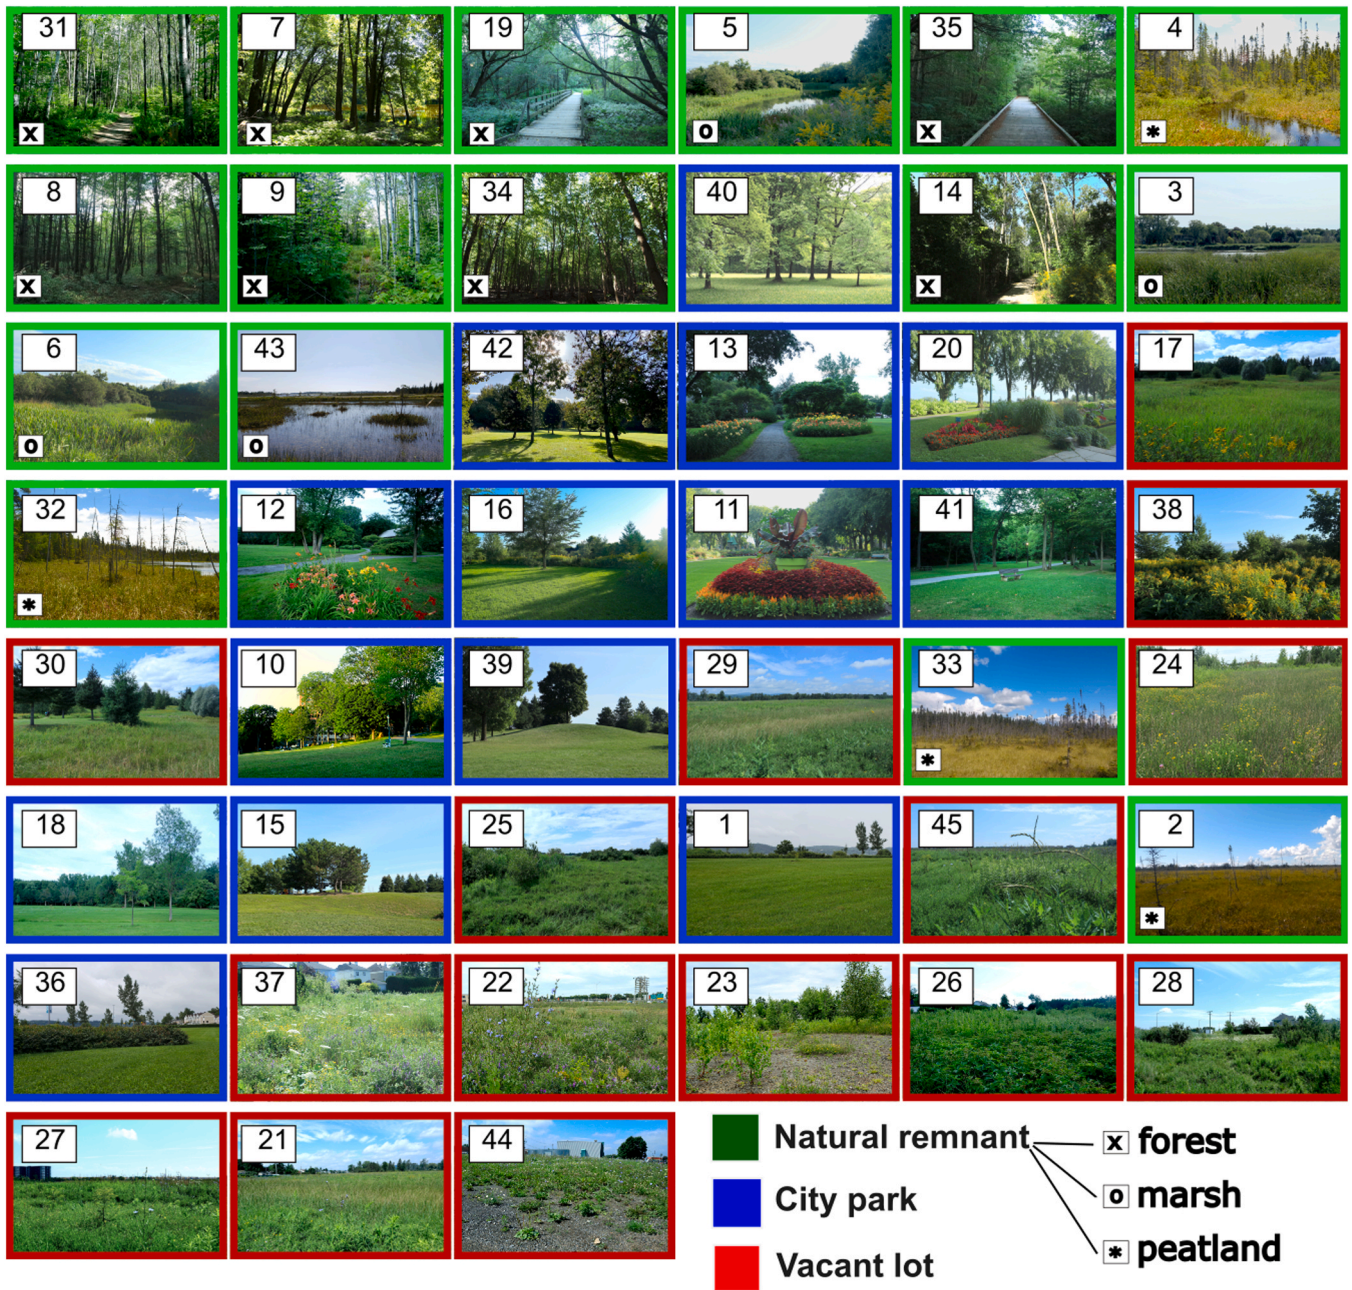 31 7 19 5 35 4
x x x o x *
8 9 34 40 14 3
x x x x o
6 43 42 13 20 17
o o
32 12 16 11 41 38
*
30 10 39 29 33 24
*
18 15 25 1 45 2
*
36 37 22 23 26 28
27 21 44
Natural remnant
x forest
City park
o marsh
Vacant lot
* peatland